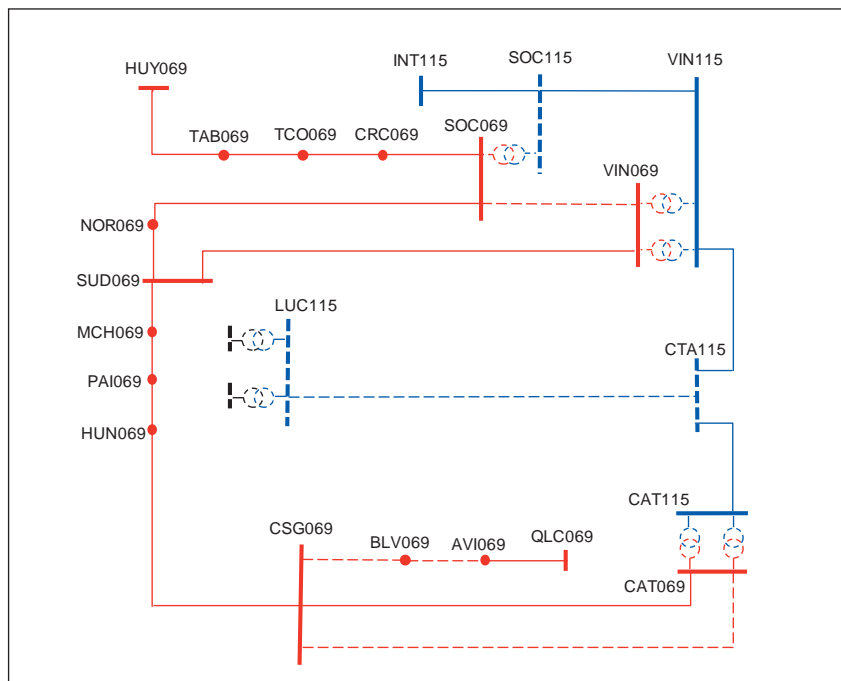 HUY069
INT115
SOC115
VIN115
TAB069
TCO069
CRC069
SOC069
VIN069
NOR069
SUD069
LUC115
MCH069
CTA115
PAI069
HUN069
CAT115
CSG069
BLV069
AVI069
QLC069
CAT069